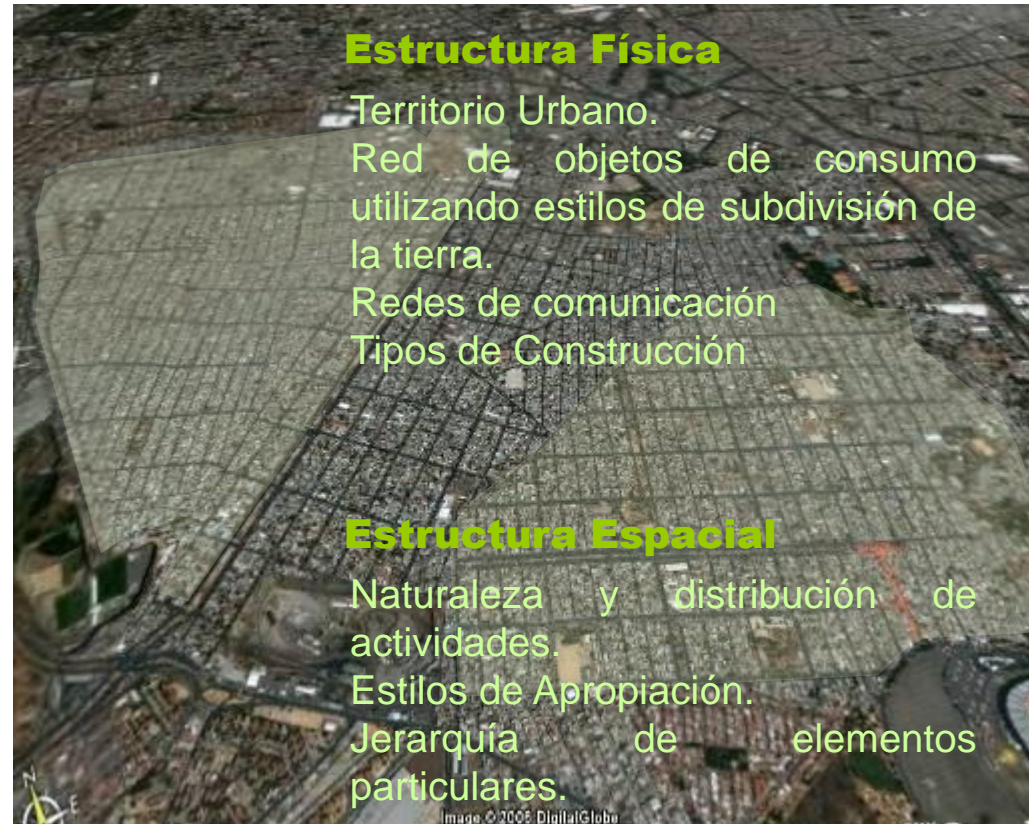 Estructura Física
Territorio Urbano.
Red de objetos de consumo
utilizando estilos de subdivisión de
la tierra.
Redes de comunicación
Tipos de Construcción
Estructura Espacial
Naturaleza y distribución de
actividades.
Estilos de Apropiación.
Jerarquía de elementos
particulares.
N
E
Image © 2005 DigitalGlobe